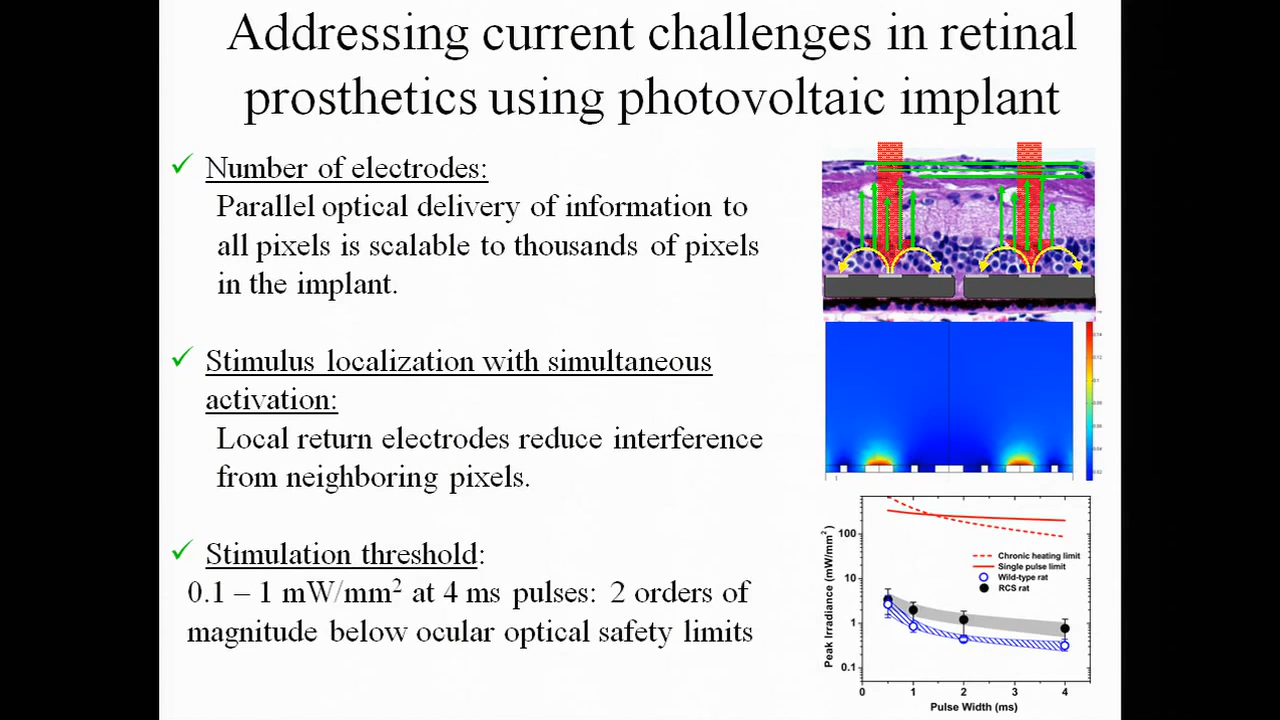 Addressing current challenges in retinal
prosthetics using photovoltaic implant
✓ Number of electrodes:
Parallel optical delivery of information to
all pixels is scalable to thousands of pixels
in the implant.
✓ Stimulus localization with simultaneous
activation:
Local return electrodes reduce interference
from neighboring pixels.
✓ Stimulation threshold:
0.1 – 1 mW/mm² at 4 ms pulses: 2 orders of
magnitude below ocular optical safety limits
Peak Irradiance (mW/mm²)
100
10
1
0.1
Chronic heating limit
Single pulse limit
Wild-type rat
RCS rat
0 1 2 3 4
Pulse Width (ms)